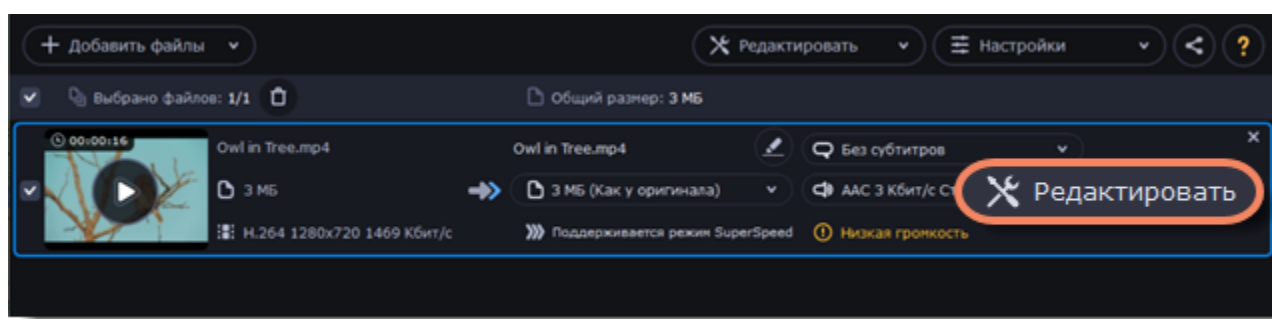 + Добавить файлы
Редактировать
Настройки
?
Выбрано файлов: 1/1
Общий размер: 3 МБ
00:00:16
Owl in Tree.mp4
Owl in Tree.mp4
Без субтитров
3 МБ
3 МБ (Как у оригинала)
AAC 3 Кбит/с Ст
Редактировать
H.264 1280x720 1469 Кбит/с
Поддерживается режим SuperSpeed
Низкая громкость